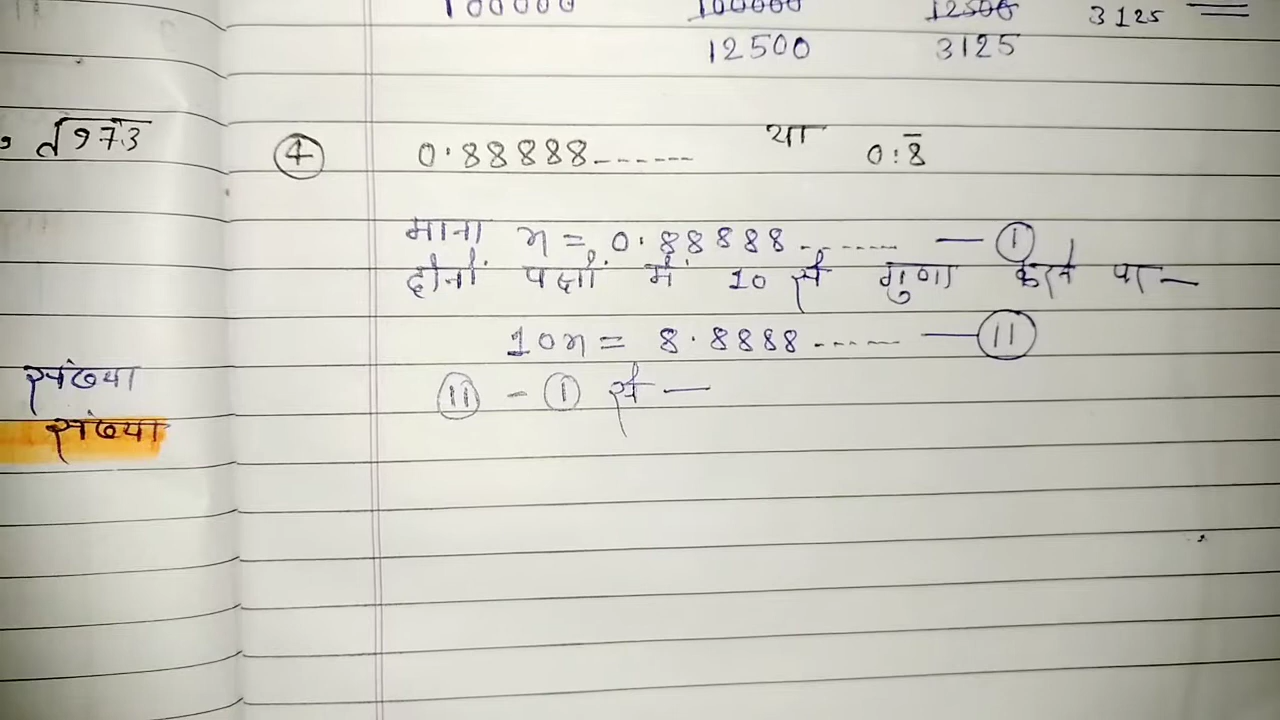 100000 100000 12500 3125
12500 3125
√973
④ 0.88888------ या 0.8̅
माना x = 0.88888....... — ①
दोनों पक्षों में 10 से गुणा करने पर —
10x = 8.8888....... — ⑪
⑪ - ① से —
संख्या
संख्या